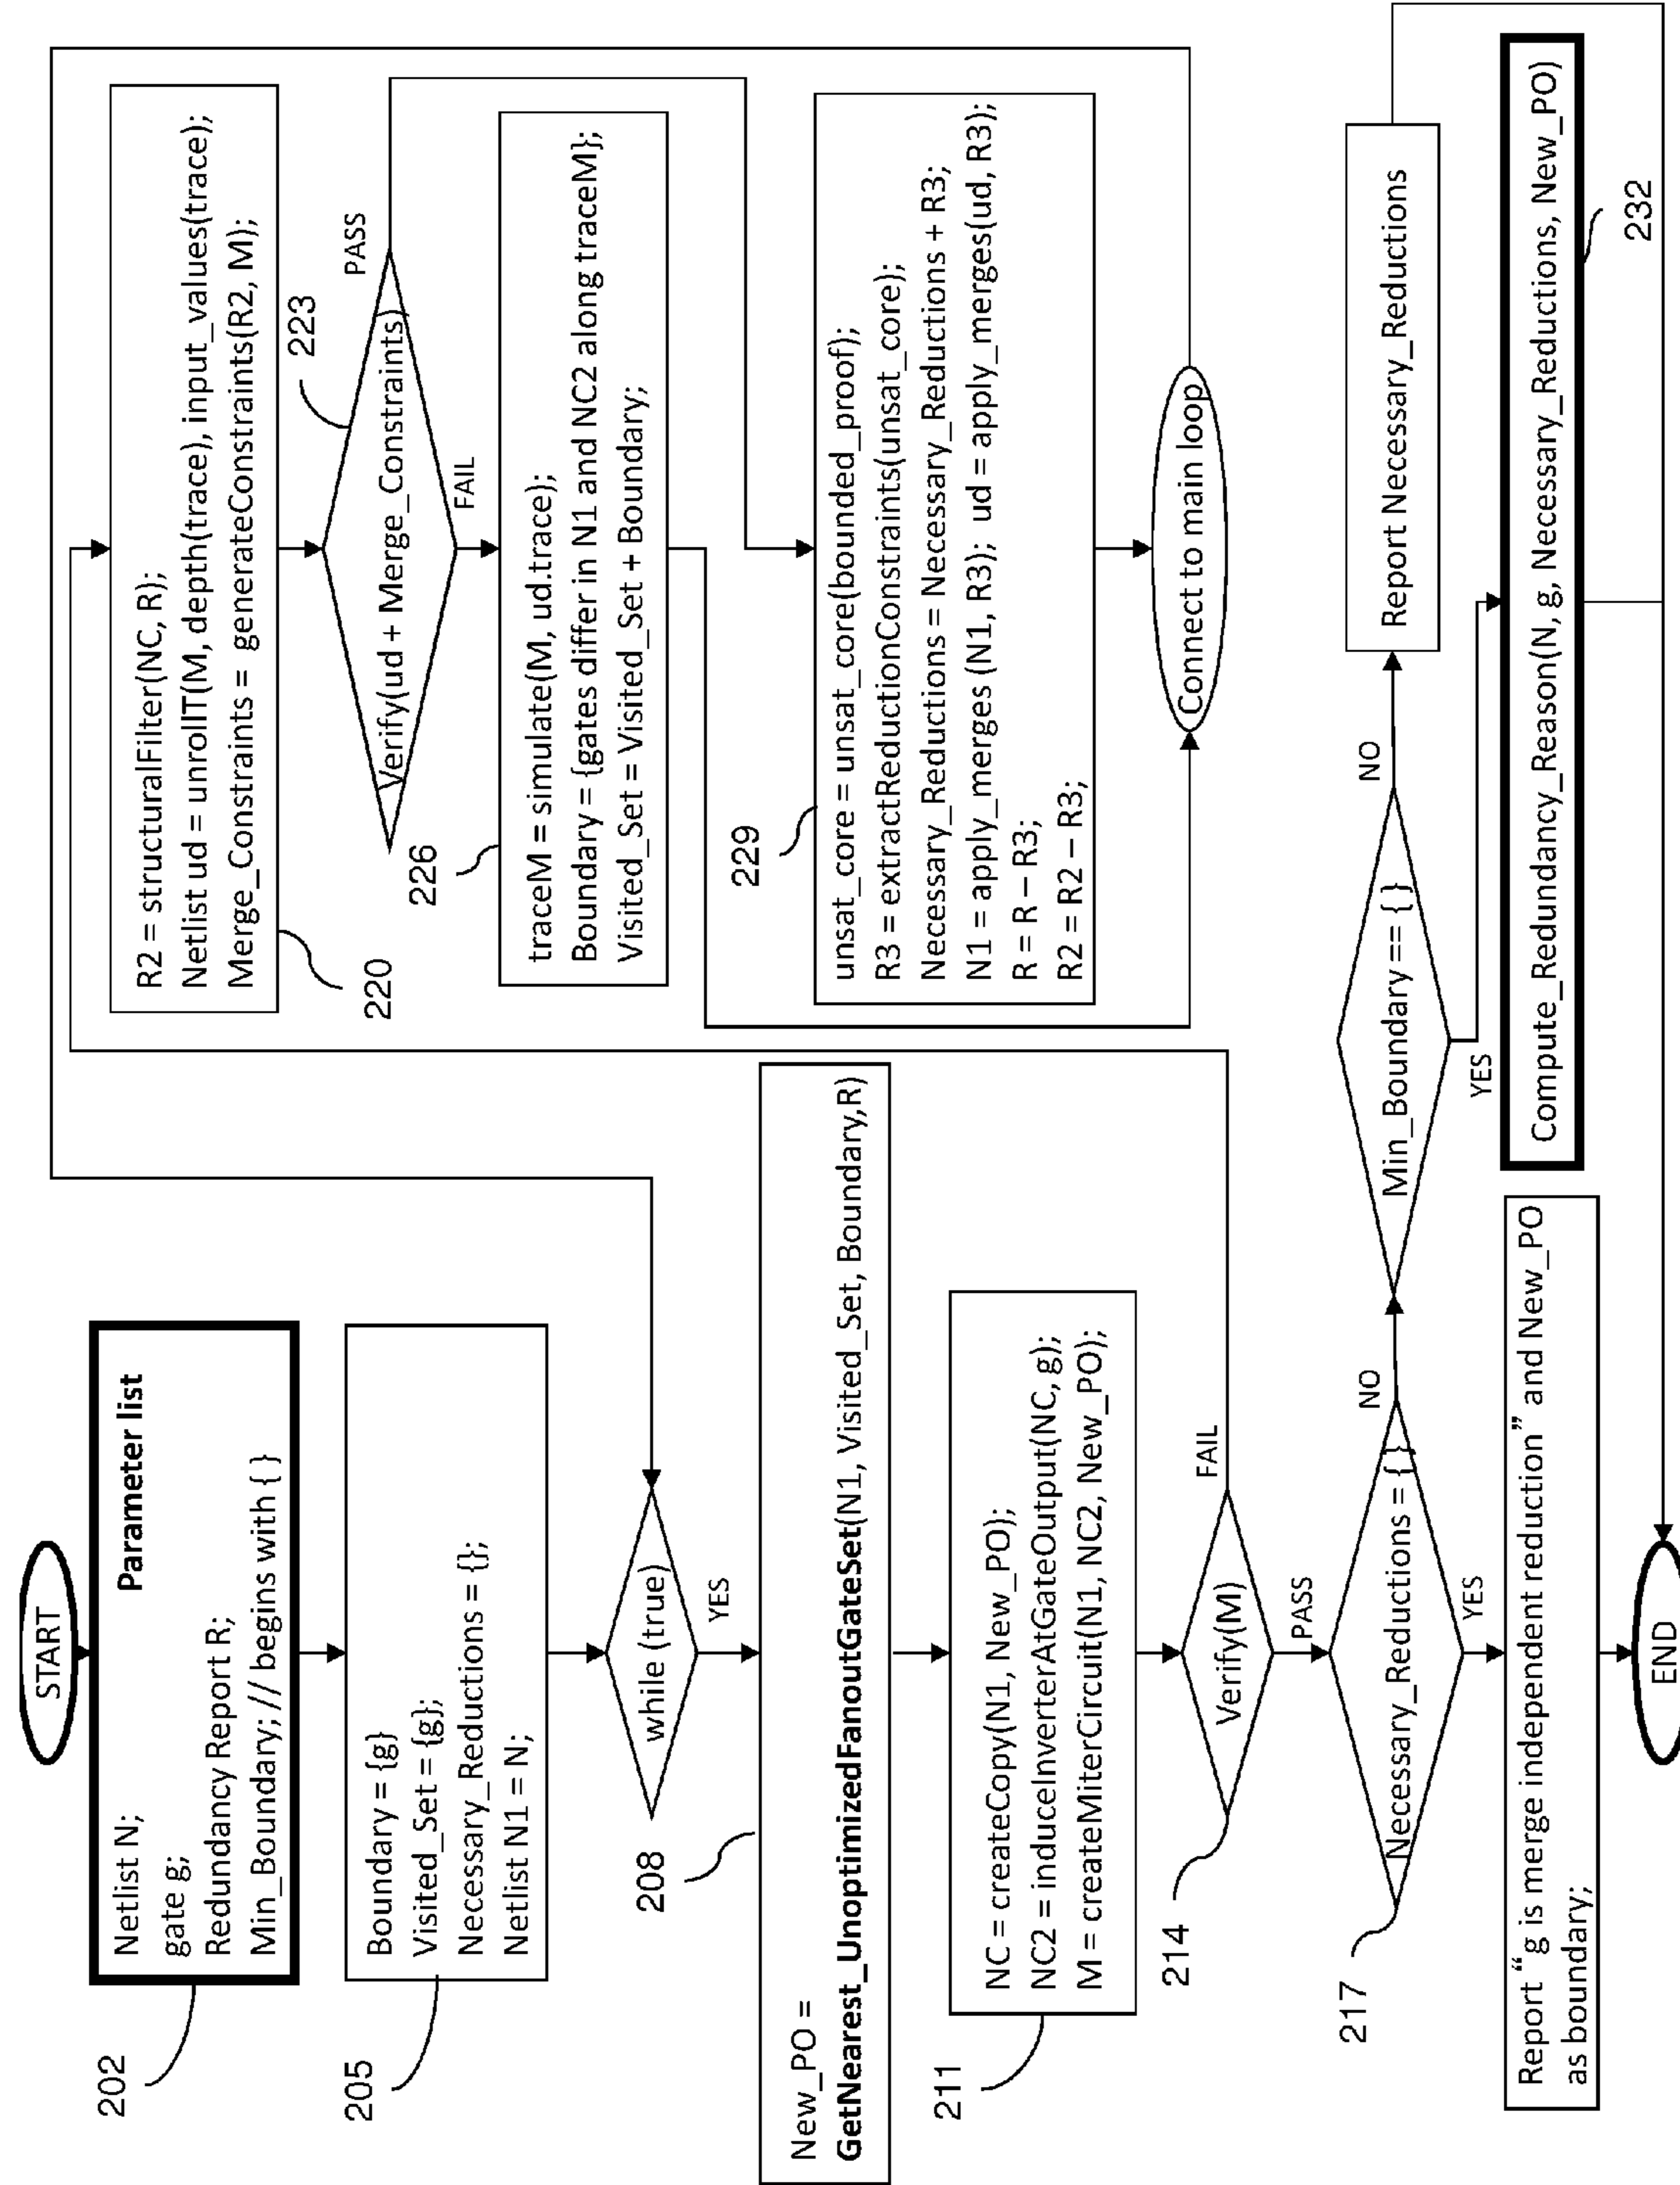 START
Parameter list
Netlist N;
gate g;
Redundancy Report R;
Min_Boundary; // begins with { }
202
Boundary = {g}
Visited_Set = {g};
Necessary_Reductions = {};
Netlist N1 = N;
205
while (true)
YES
208
New_PO =
GetNearest_UnoptimizedFanoutGateSet(N1, Visited_Set, Boundary,R)
NC = createCopy(N1, New_PO);
NC2 = induceInverterAtGateOutput(NC, g);
M = createMiterCircuit(N1, NC2, New_PO);
211
Verify(M)
FAIL
214
PASS
Necessary_Reductions = { }
NO
217
YES
Report “g is merge independent reduction” and New_PO
as boundary;
END
R2 = structuralFilter(NC, R);
Netlist ud = unrollT(M, depth(trace), input_values(trace);
Merge_Constraints = generateConstraints(R2, M);
220
223
Verify(ud + Merge_Constraints)
PASS
FAIL
226
traceM = simulate(M, ud.trace);
Boundary = {gates differ in N1 and NC2 along traceM};
Visited_Set = Visited_Set + Boundary;
229
unsat_core = unsat_core(bounded_proof);
R3 = extractReductionConstraints(unsat_core);
Necessary_Reductions = Necessary_Reductions + R3;
N1 = apply_merges (N1, R3); ud = apply_merges(ud, R3);
R = R – R3;
R2 = R2 – R3;
Connect to main loop
Min_Boundary == { }
NO
YES
Report Necessary_Reductions
Compute_Redundancy_Reason(N, g, Necessary_Reductions, New_PO)
232